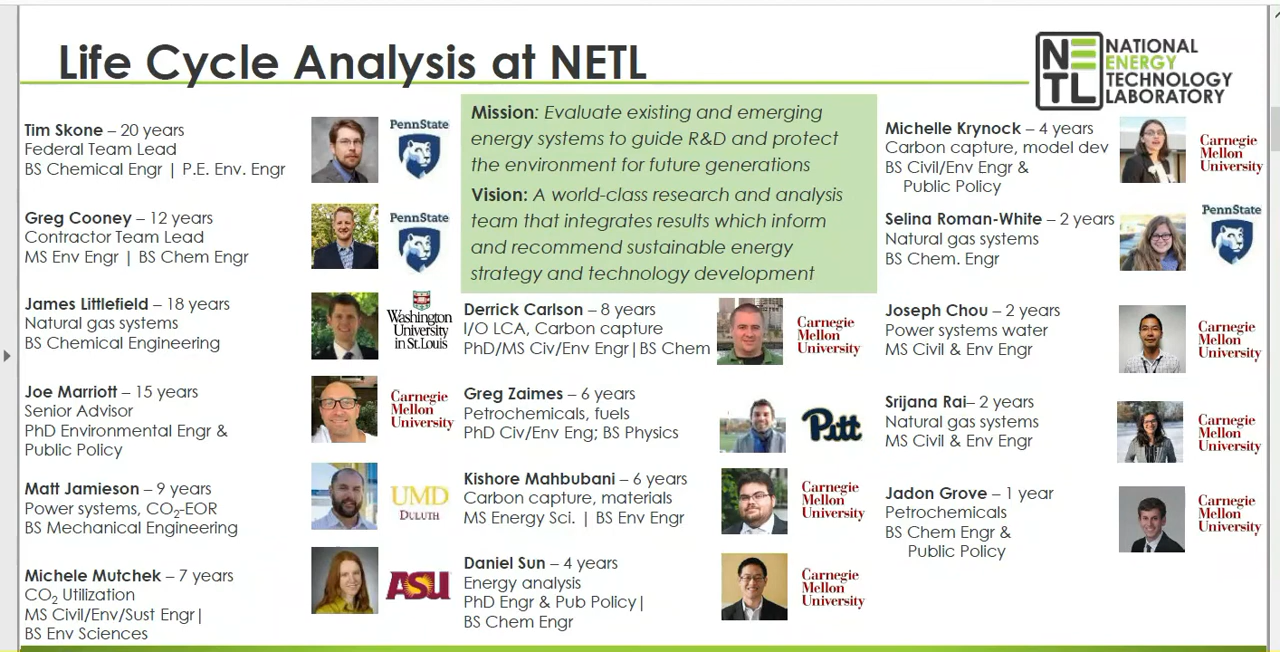 Life Cycle Analysis at NETL
NETL
NATIONAL
ENERGY
TECHNOLOGY
LABORATORY
Tim Skone – 20 years
Federal Team Lead
BS Chemical Engr | P.E. Env. Engr
PennState
Greg Cooney – 12 years
Contractor Team Lead
MS Env Engr | BS Chem Engr
PennState
James Littlefield – 18 years
Natural gas systems
BS Chemical Engineering
Washington
University
in St. Louis
Joe Marriott – 15 years
Senior Advisor
PhD Environmental Engr &
Public Policy
Carnegie
Mellon
University
Matt Jamieson – 9 years
Power systems, CO₂-EOR
BS Mechanical Engineering
UMD
DULUTH
Michele Mutchek – 7 years
CO₂ Utilization
MS Civil/Env/Sust Engr|
BS Env Sciences
ASU
Mission: Evaluate existing and emerging
energy systems to guide R&D and protect
the environment for future generations
Vision: A world-class research and analysis
team that integrates results which inform
and recommend sustainable energy
strategy and technology development
Derrick Carlson – 8 years
I/O LCA, Carbon capture
PhD/MS Civ/Env Engr|BS Chem
Carnegie
Mellon
University
Greg Zaimes – 6 years
Petrochemicals, fuels
PhD Civ/Env Eng; BS Physics
Pitt
Kishore Mahbubani – 6 years
Carbon capture, materials
MS Energy Sci. | BS Env Engr
Carnegie
Mellon
University
Daniel Sun – 4 years
Energy analysis
PhD Engr & Pub Policy|
BS Chem Engr
Carnegie
Mellon
University
Michelle Krynock – 4 years
Carbon capture, model dev
BS Civil/Env Engr &
Public Policy
Carnegie
Mellon
University
Selina Roman-White – 2 years
Natural gas systems
BS Chem. Engr
PennState
Joseph Chou – 2 years
Power systems water
MS Civil & Env Engr
Carnegie
Mellon
University
Srijana Rai– 2 years
Natural gas systems
MS Civil & Env Engr
Carnegie
Mellon
University
Jadon Grove – 1 year
Petrochemicals
BS Chem Engr &
Public Policy
Carnegie
Mellon
University